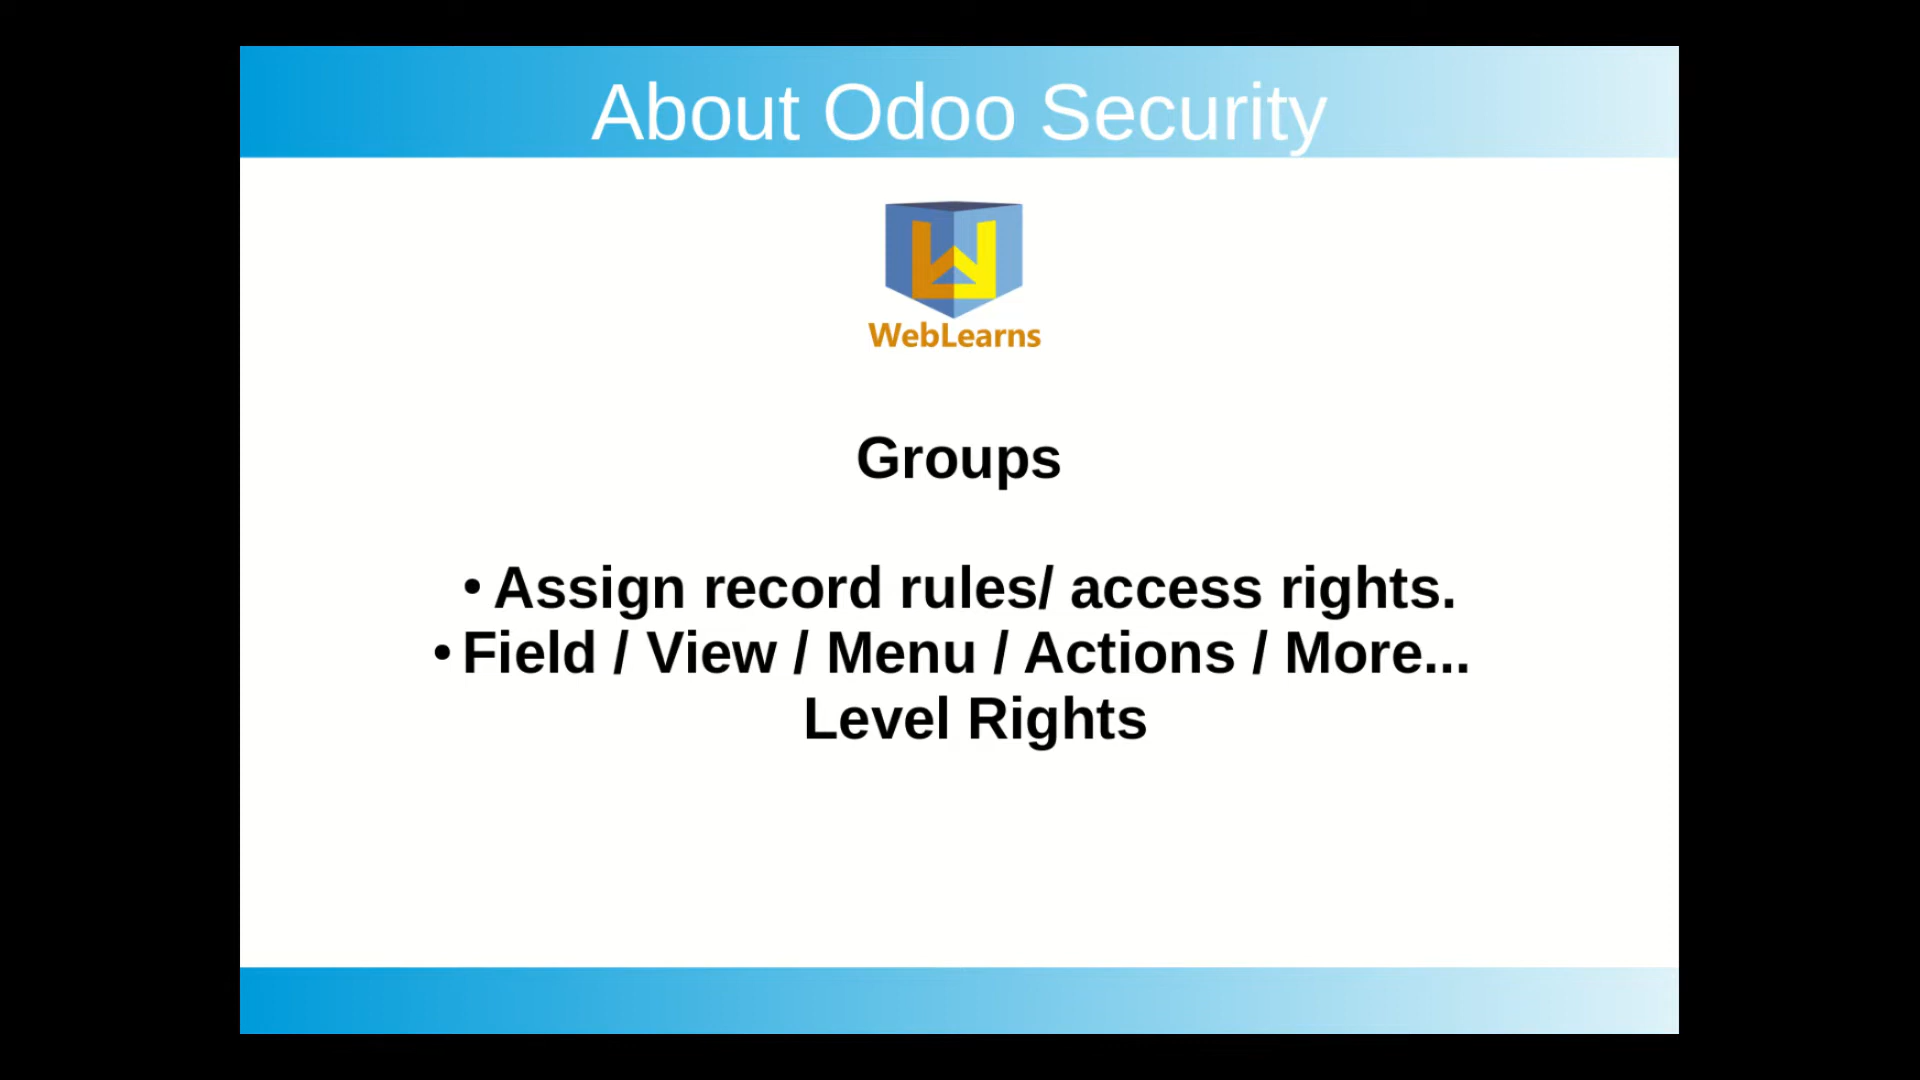 About Odoo Security
WebLearns
Groups
• Assign record rules/ access rights.
• Field / View / Menu / Actions / More...
Level Rights